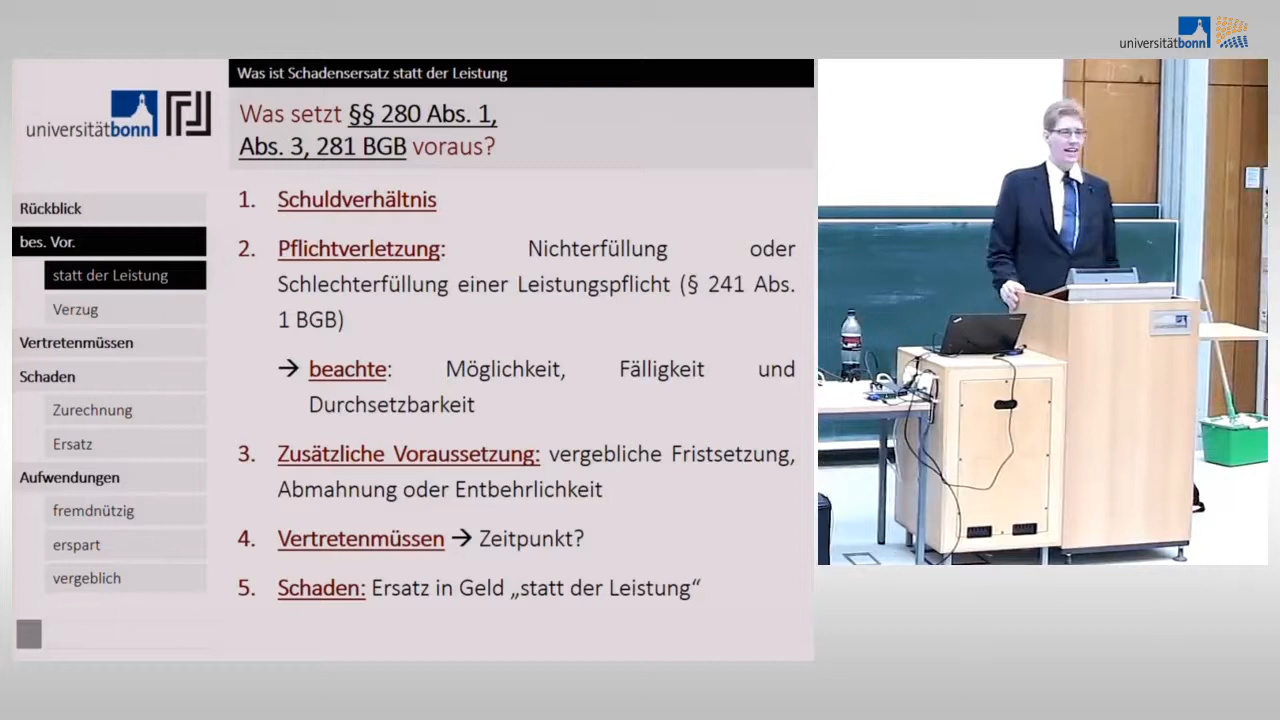 universitätbonn
Was ist Schadensersatz statt der Leistung
universitätbonn
Was setzt §§ 280 Abs. 1,
Abs. 3, 281 BGB voraus?
Rückblick
bes. Vor.
statt der Leistung
Verzug
Vertretenmüssen
Schaden
Zurechnung
Ersatz
Aufwendungen
fremdnützig
erspart
vergeblich
1. Schuldverhältnis
2. Pflichtverletzung: Nichterfüllung oder
Schlechterfüllung einer Leistungspflicht (§ 241 Abs.
1 BGB)
→ beachte: Möglichkeit, Fälligkeit und
Durchsetzbarkeit
3. Zusätzliche Voraussetzung: vergebliche Fristsetzung,
Abmahnung oder Entbehrlichkeit
4. Vertretenmüssen → Zeitpunkt?
5. Schaden: Ersatz in Geld „statt der Leistung“